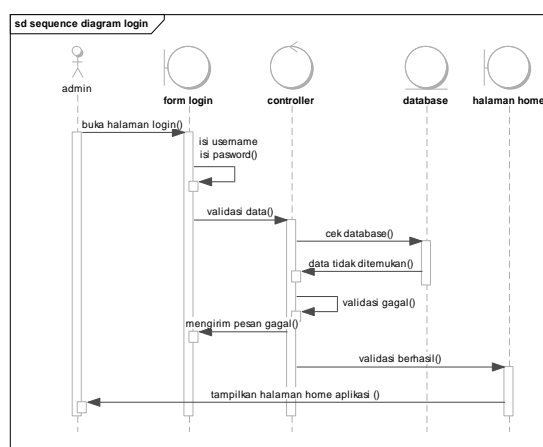 sd sequence diagram login
admin
form login
controller
database
halaman home
buka halaman login()
isi username
isi pasword()
validasi data()
cek database()
data tidak ditemukan()
validasi gagal()
mengirim pesan gagal()
validasi berhasil()
tampilkan halaman home aplikasi ()